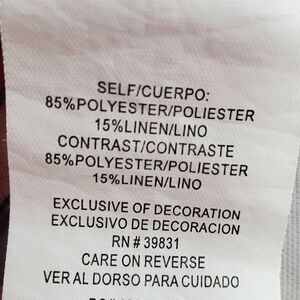 SELF/CUERPO:
85%POLYESTER/POLIESTER
15%LINEN/LINO
CONTRAST/CONTRASTE
85%POLYESTER/POLIESTER
15%LINEN/LINO
EXCLUSIVE OF DECORATION
EXCLUSIVO DE DECORACION
RN # 39831
CARE ON REVERSE
VER AL DORSO PARA CUIDADO